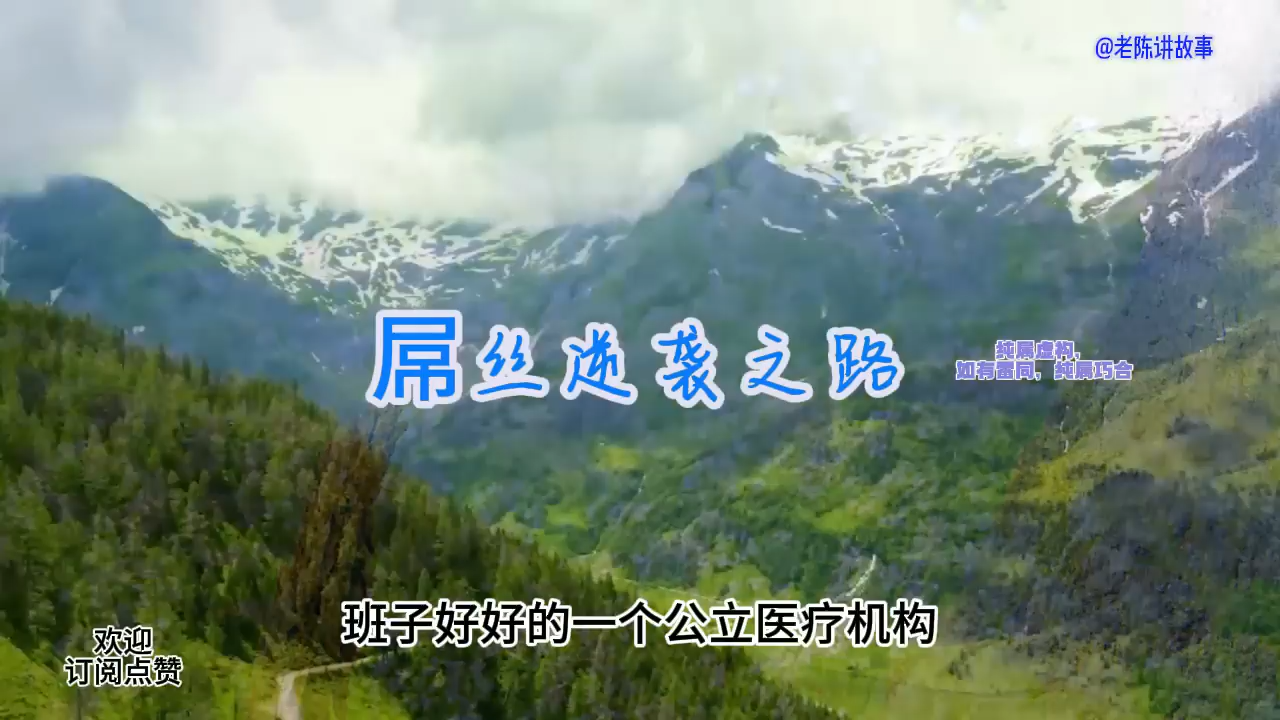 @老陈讲故事
屌丝逆袭之路
纯属虚构,
如有雷同, 纯属巧合
班子好好的一个公立医疗机构
欢迎
订阅点赞